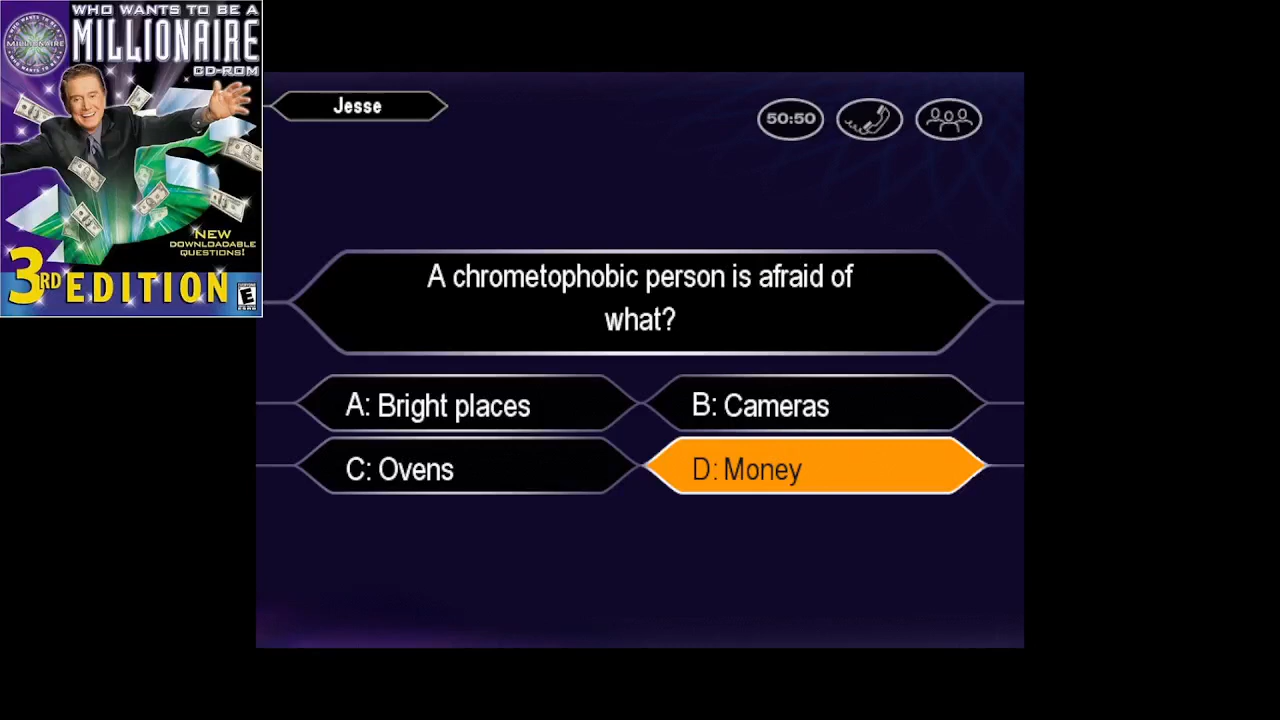 WHO WANTS TO BE A
MILLIONAIRE
CD-ROM
MILLIONAIRE
NEW
DOWNLOADABLE
QUESTIONS!
3RD EDITION
E
Jesse
50:50
A chrometophobic person is afraid of
what?
A: Bright places
B: Cameras
C: Ovens
D: Money